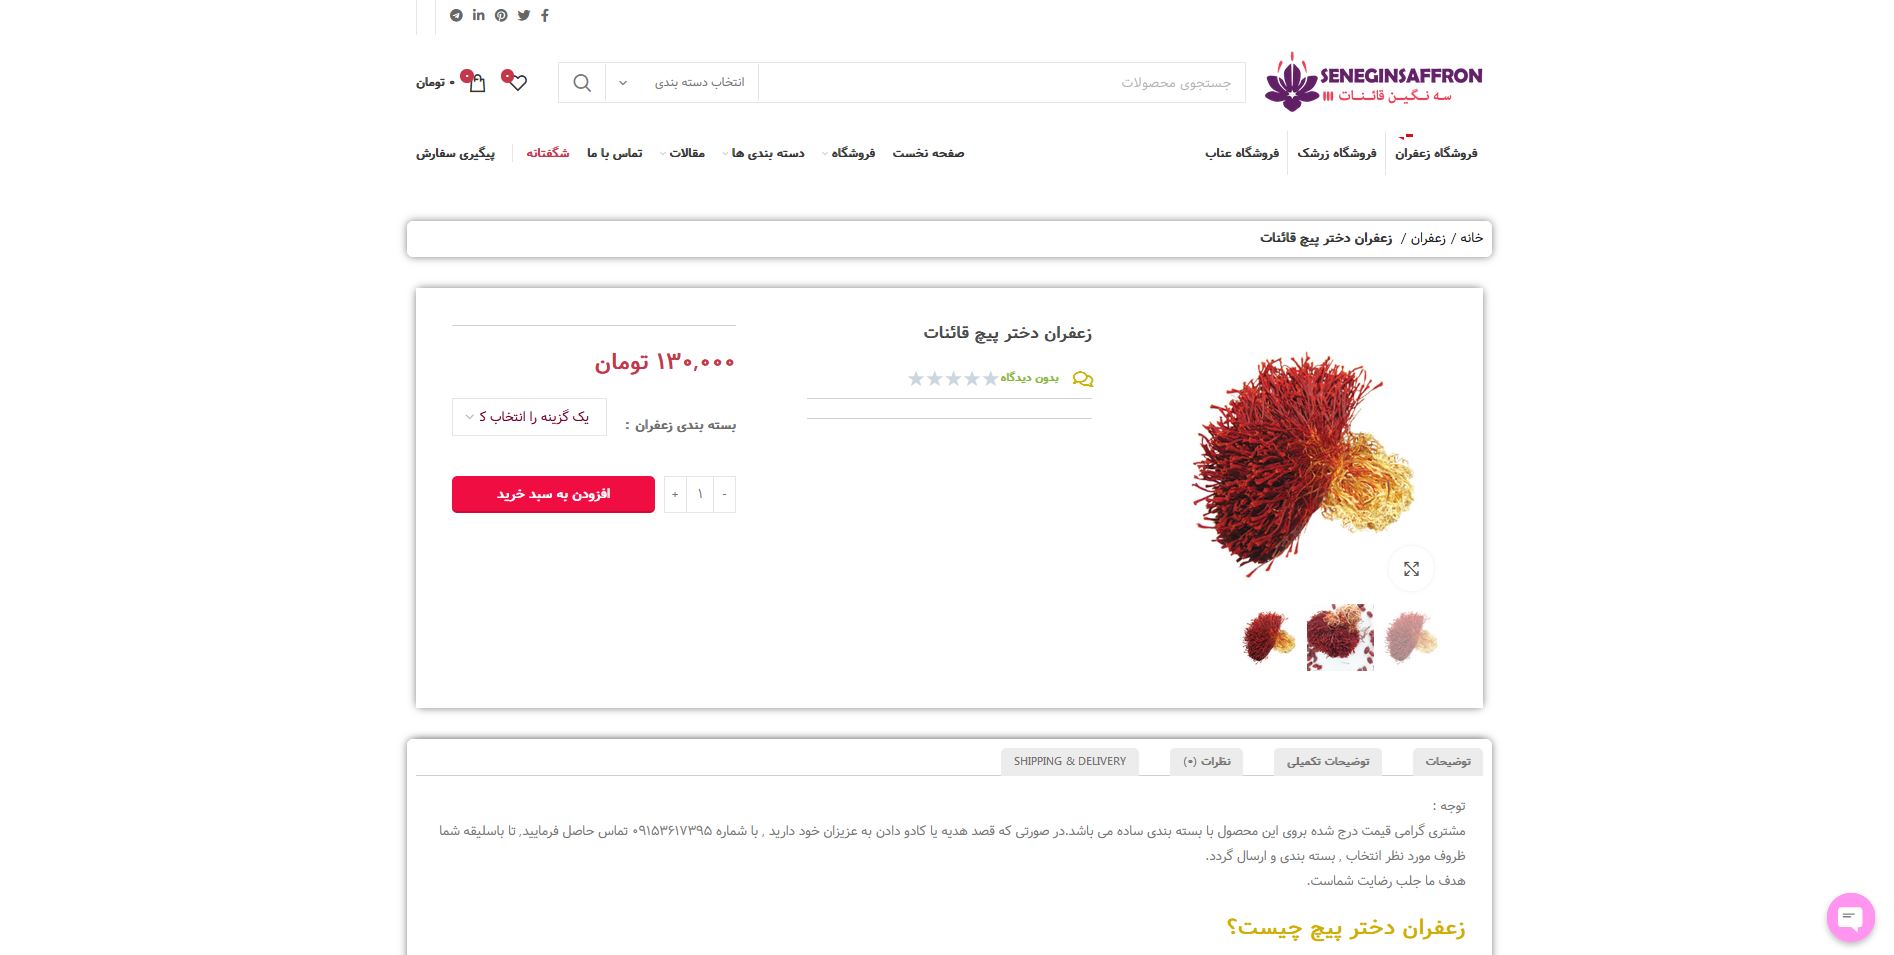 SENEGINSAFFRON
سه نگین قائنات
جستجوی محصولات
انتخاب دسته بندی
۰
۰
۰ تومان
فروشگاه زعفران
فروشگاه زرشک
فروشگاه عناب
صفحه نخست
فروشگاه
دسته بندی ها
مقالات
تماس با ما
شگفتانه
پیگیری سفارش
خانه / زعفران / زعفران دختر پیچ قائنات
زعفران دختر پیچ قائنات
بدون دیدگاه
۱۳۰,۰۰۰ تومان
بسته بندی زعفران :
یک گزینه را انتخاب ک
- ۱ +
افزودن به سبد خرید
توضیحات
توضیحات تکمیلی
نظرات (۰)
SHIPPING & DELIVERY
توجه :
مشتری گرامی قیمت درج شده بروی این محصول با بسته بندی ساده می باشد.در صورتی که قصد هدیه یا کادو دادن به عزیزان خود دارید , با شماره ۰۹۱۵۳۶۱۷۳۹۵ تماس حاصل فرمایید, تا باسلیقه شما
ظروف مورد نظر انتخاب , بسته بندی و ارسال گردد.
هدف ما جلب رضایت شماست.
زعفران دختر پیچ چیست؟